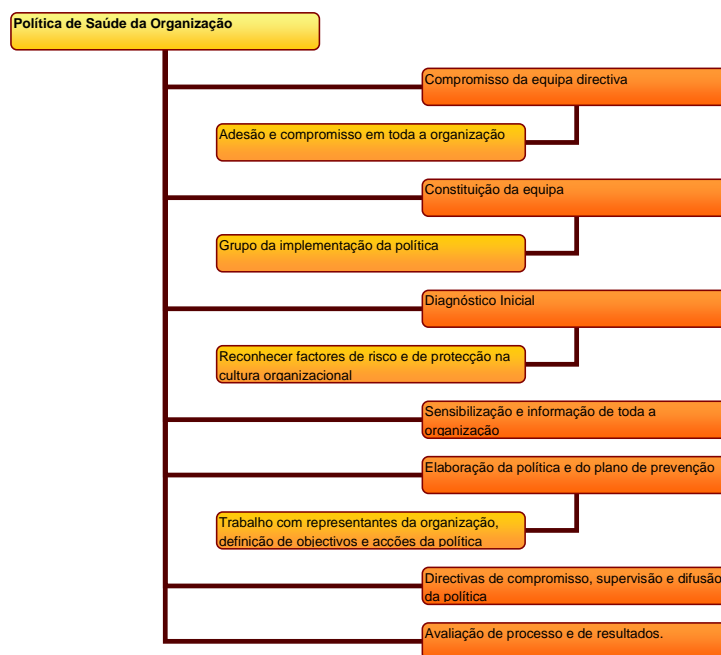 Política de Saúde da Organização
Compromisso da equipa directiva
Adesão e compromisso em toda a organização
Constituição da equipa
Grupo da implementação da política
Diagnóstico Inicial
Reconhecer factores de risco e de protecção na
cultura organizacional
Sensibilização e informação de toda a
organização
Elaboração da política e do plano de prevenção
Trabalho com representantes da organização,
definição de objectivos e acções da política
Directivas de compromisso, supervisão e difusão
da política
Avaliação de processo e de resultados.